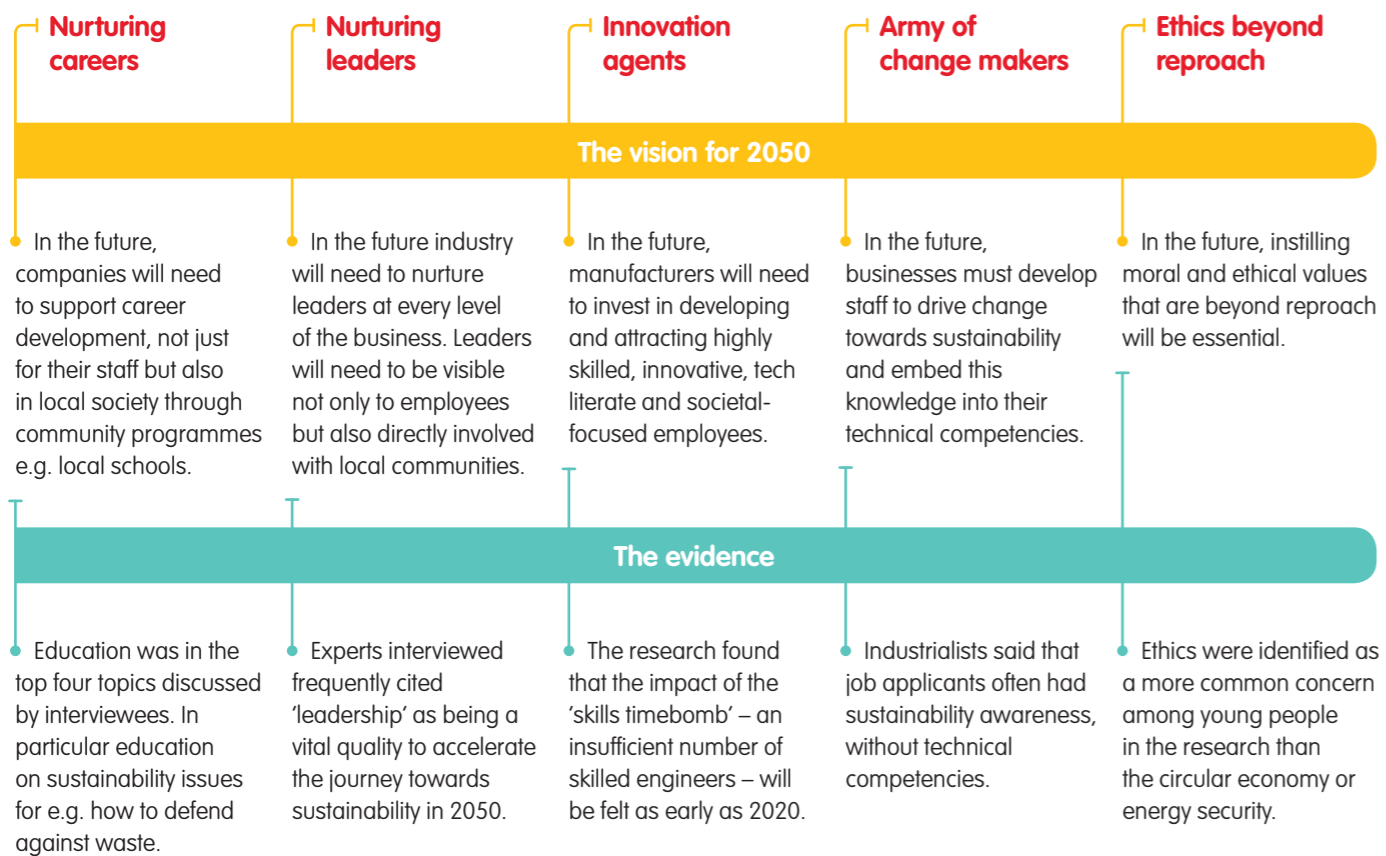 Nurturing
careers
Nurturing
leaders
Innovation
agents
Army of
change makers
Ethics beyond
reproach
The vision for 2050
In the future,
companies will need
to support career
development, not just
for their staff but also
in local society through
community programmes
e.g. local schools.
In the future industry
will need to nurture
leaders at every level
of the business. Leaders
will need to be visible
not only to employees
but also directly involved
with local communities.
In the future,
manufacturers will need
to invest in developing
and attracting highly
skilled, innovative, tech
literate and societal-
focused employees.
In the future,
businesses must develop
staff to drive change
towards sustainability
and embed this
knowledge into their
technical competencies.
In the future, instilling
moral and ethical values
that are beyond reproach
will be essential.
The evidence
Education was in the
top four topics discussed
by interviewees. In
particular education
on sustainability issues
for e.g. how to defend
against waste.
Experts interviewed
frequently cited
'leadership' as being a
vital quality to accelerate
the journey towards
sustainability in 2050.
The research found
that the impact of the
'skills timebomb' – an
insufficient number of
skilled engineers – will
be felt as early as 2020.
Industrialists said that
job applicants often had
sustainability awareness,
without technical
competencies.
Ethics were identified as
a more common concern
among young people
in the research than
the circular economy or
energy security.